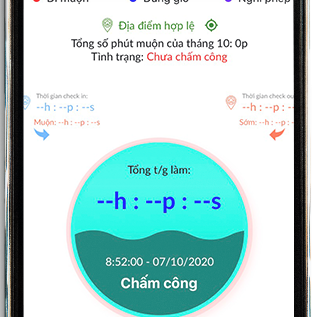 Đi muộn Đúng giờ Nghỉ phép
Địa điểm hợp lệ
Tổng số phút muộn của tháng 10: 0p
Tình trạng: Chưa chấm công
Thời gian check in: Thời gian check ou
--h : --p : --s --h : --p : -
Muộn: --h : --p : --s Sớm: --h : --p : -
Tổng t/g làm:
--h : --p : --s
8:52:00 - 07/10/2020
Chấm công